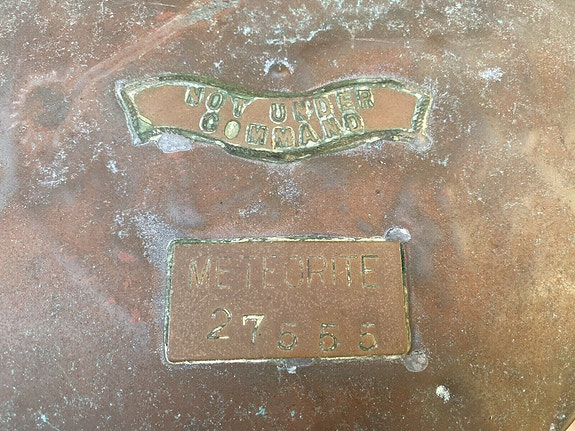 NOT UNDER
COMMAND
METEORITE
27555